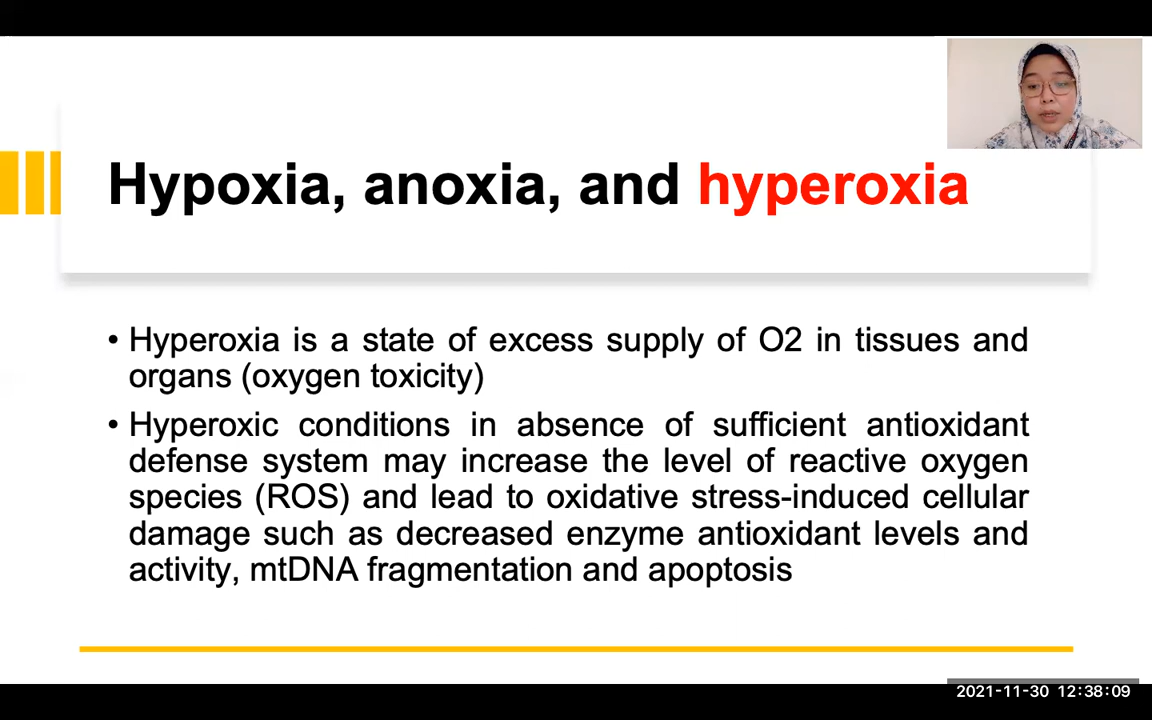 Hypoxia, anoxia, and hyperoxia
• Hyperoxia is a state of excess supply of O2 in tissues and
organs (oxygen toxicity)
• Hyperoxic conditions in absence of sufficient antioxidant
defense system may increase the level of reactive oxygen
species (ROS) and lead to oxidative stress-induced cellular
damage such as decreased enzyme antioxidant levels and
activity, mtDNA fragmentation and apoptosis
2021-11-30 12:38:09